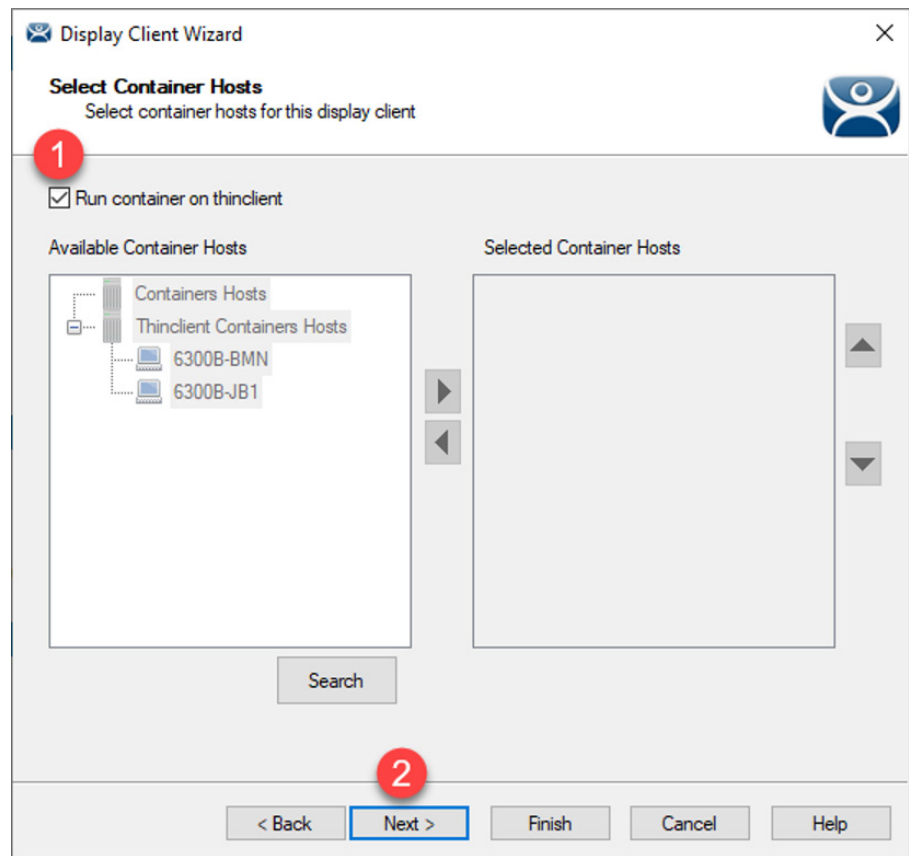 Display Client Wizard
Select Container Hosts
Select container hosts for this display client
1
Run container on thinclient
Available Container Hosts
Selected Container Hosts
Containers Hosts
Thinclient Containers Hosts
6300B-BMN
6300B-JB1
Search
2
< Back Next > Finish Cancel Help